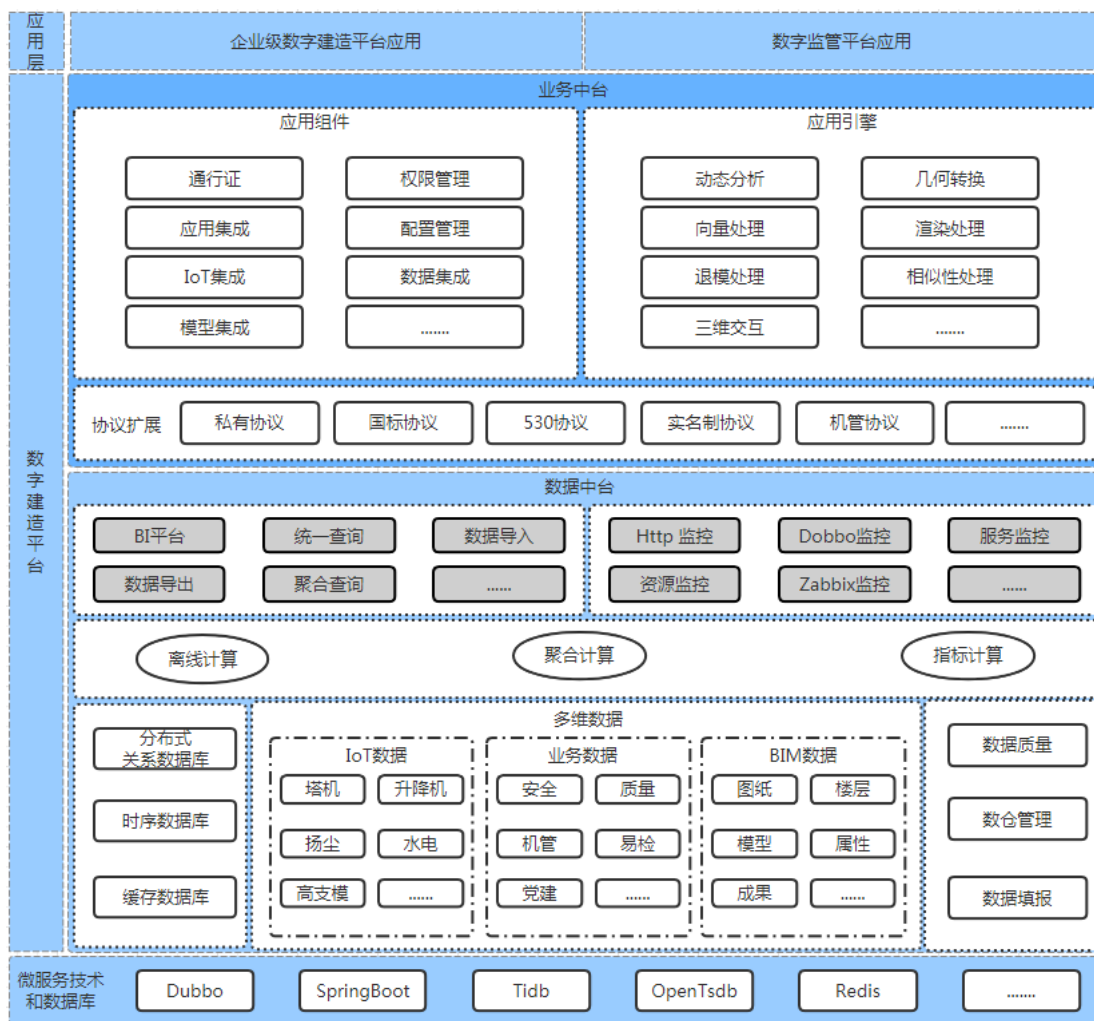 应用层
企业级数字建造平台应用
数字监管平台应用
数字建造平台
业务中台
应用组件
应用引擎
通行证
权限管理
动态分析
几何转换
应用集成
配置管理
向量处理
渲染处理
IoT集成
数据集成
退模处理
相似性处理
模型集成
.......
三维交互
.......
协议扩展
私有协议
国标协议
530协议
实名制协议
机管协议
.......
数据中台
BI平台
统一查询
数据导入
Http 监控
Dobbo监控
服务监控
数据导出
聚合查询
......
资源监控
Zabbix监控
......
离线计算
聚合计算
指标计算
分布式
关系数据库
时序数据库
缓存数据库
多维数据
IoT数据
塔机
升降机
扬尘
水电
高支模
......
业务数据
安全
质量
机管
易检
党建
......
BIM数据
图纸
楼层
模型
属性
成果
......
数据质量
数仓管理
数据填报
微服务技术
和数据库
Dubbo
SpringBoot
Tidb
OpenTsdb
Redis
.......